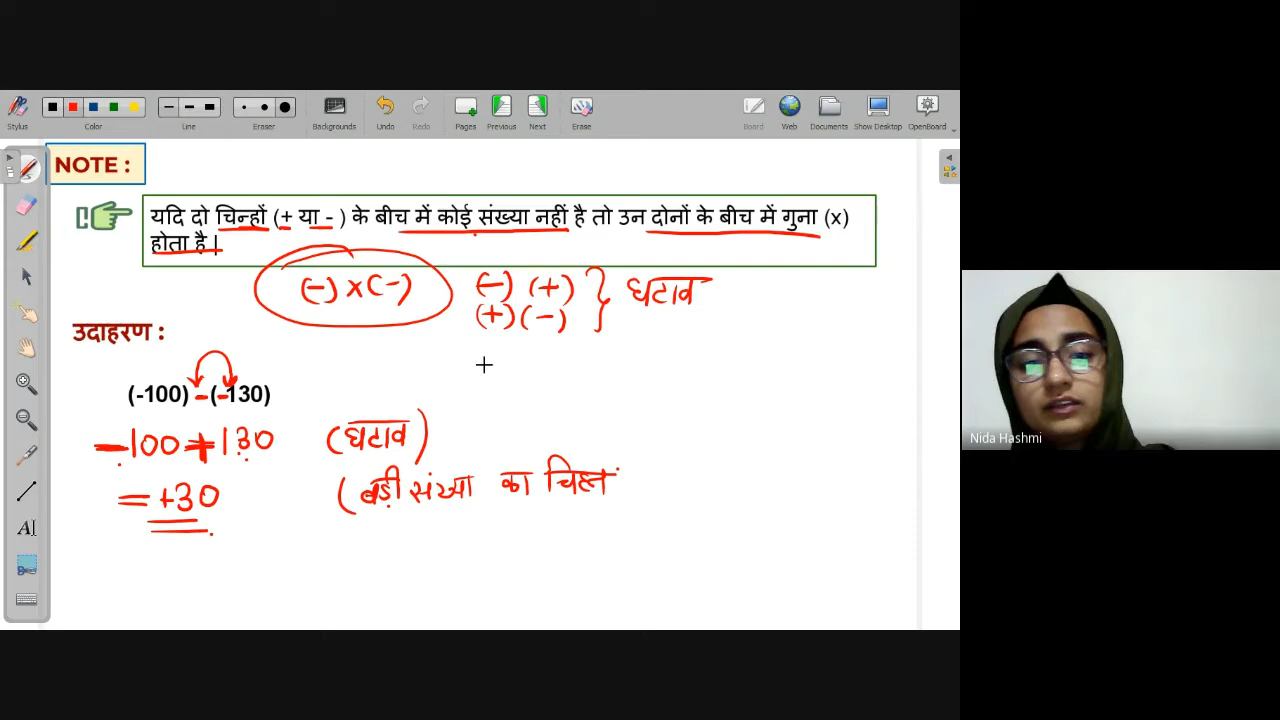 Stylus Color Line Eraser Backgrounds Undo Redo Pages Previous Next Erase Board Web Documents Show Desktop OpenBoard
NOTE :
यदि दो चिन्हों (+ या - ) के बीच में कोई संख्या नहीं है तो उन दोनों के बीच में गुना (x)
होता है |
(-) x (-) (-) (+) } घटाव
(+) (-)
उदाहरण :
(-100) - (-130)
-100 + 130 (घटाव)
= +30 (बड़ी संख्या का चिह्न
Nida Hashmi